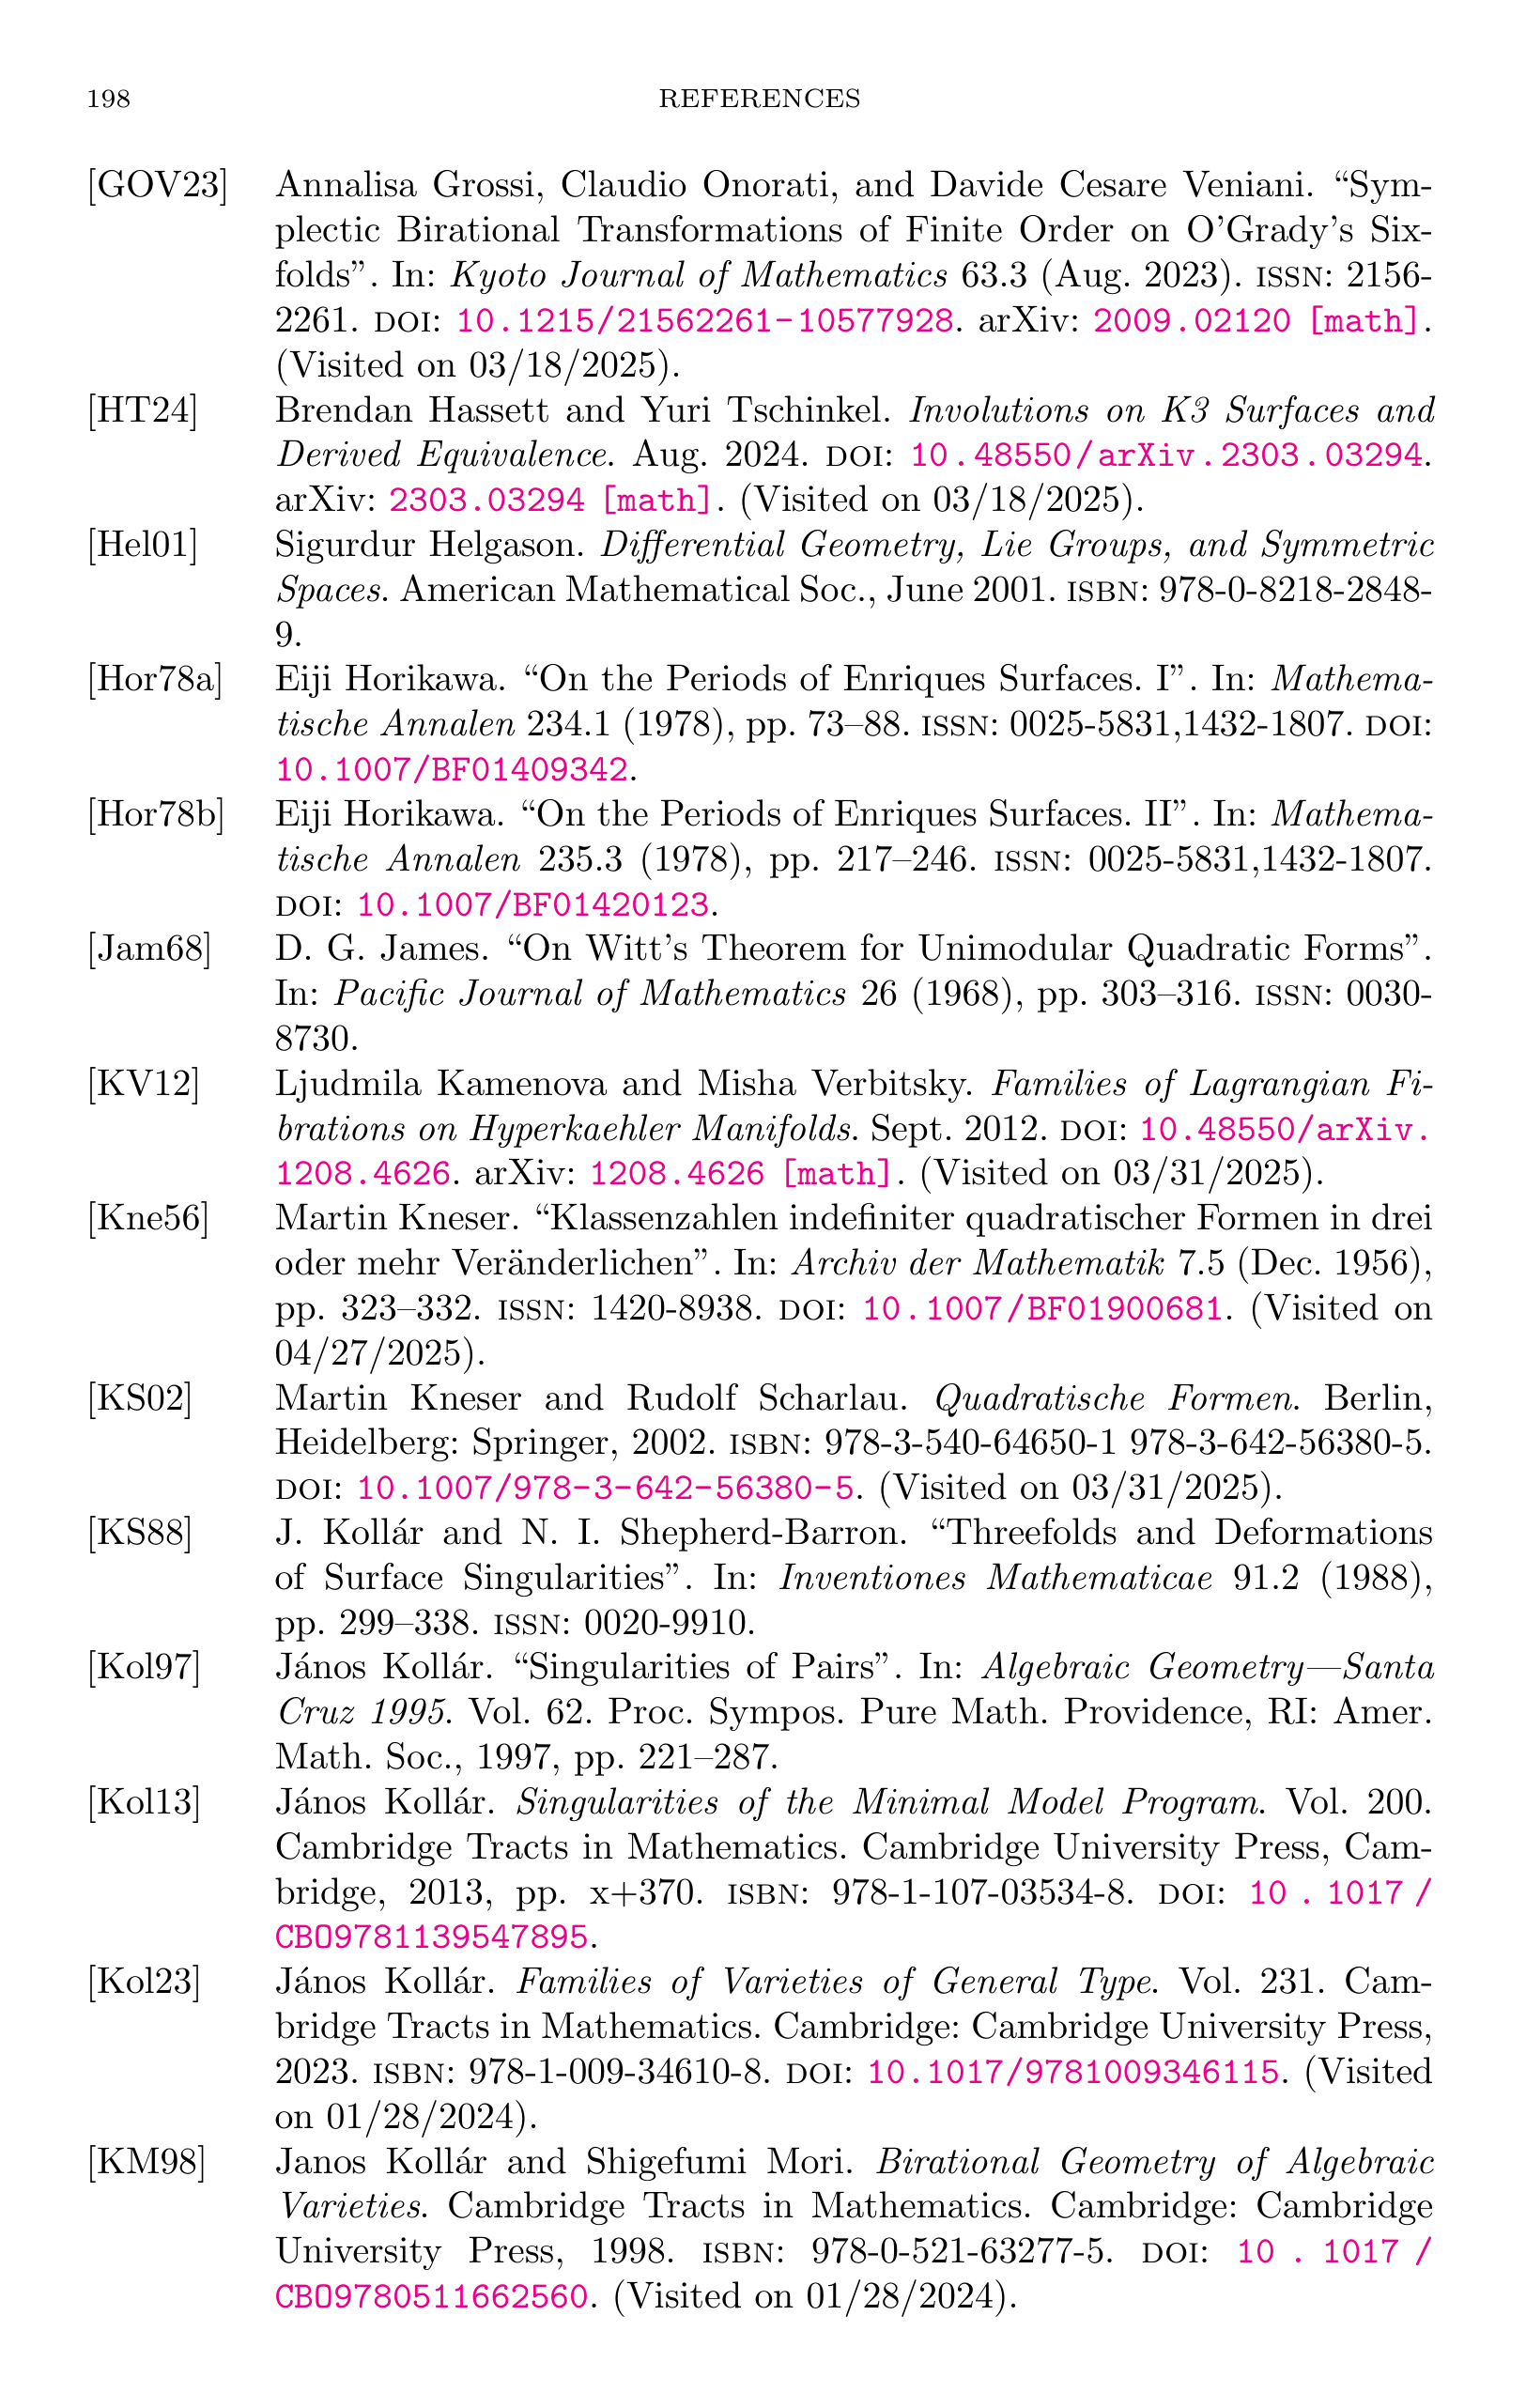 198
REFERENCES
[GOV23] Annalisa Grossi, Claudio Onorati, and Davide Cesare Veniani. “Sym-
plectic Birational Transformations of Finite Order on O’Grady’s Six-
folds”. In: Kyoto Journal of Mathematics 63.3 (Aug. 2023). ISSN: 2156-
2261. DOI: 10.1215/21562261-10577928. arXiv: 2009.02120 [math].
(Visited on 03/18/2025).
[HT24] Brendan Hassett and Yuri Tschinkel. Involutions on K3 Surfaces and
Derived Equivalence. Aug. 2024. DOI: 10.48550/arXiv.2303.03294.
arXiv: 2303.03294 [math]. (Visited on 03/18/2025).
[Hel01] Sigurdur Helgason. Differential Geometry, Lie Groups, and Symmetric
Spaces. American Mathematical Soc., June 2001. ISBN: 978-0-8218-2848-
9.
[Hor78a] Eiji Horikawa. “On the Periods of Enriques Surfaces. I”. In: Mathema-
tische Annalen 234.1 (1978), pp. 73–88. ISSN: 0025-5831,1432-1807. DOI:
10.1007/BF01409342.
[Hor78b] Eiji Horikawa. “On the Periods of Enriques Surfaces. II”. In: Mathema-
tische Annalen 235.3 (1978), pp. 217–246. ISSN: 0025-5831,1432-1807.
DOI: 10.1007/BF01420123.
[Jam68] D. G. James. “On Witt’s Theorem for Unimodular Quadratic Forms”.
In: Pacific Journal of Mathematics 26 (1968), pp. 303–316. ISSN: 0030-
8730.
[KV12] Ljudmila Kamenova and Misha Verbitsky. Families of Lagrangian Fi-
brations on Hyperkaehler Manifolds. Sept. 2012. DOI: 10.48550/arXiv.
1208.4626. arXiv: 1208.4626 [math]. (Visited on 03/31/2025).
[Kne56] Martin Kneser. “Klassenzahlen indefiniter quadratischer Formen in drei
oder mehr Veränderlichen”. In: Archiv der Mathematik 7.5 (Dec. 1956),
pp. 323–332. ISSN: 1420-8938. DOI: 10.1007/BF01900681. (Visited on
04/27/2025).
[KS02] Martin Kneser and Rudolf Scharlau. Quadratische Formen. Berlin,
Heidelberg: Springer, 2002. ISBN: 978-3-540-64650-1 978-3-642-56380-5.
DOI: 10.1007/978-3-642-56380-5. (Visited on 03/31/2025).
[KS88] J. Kollár and N. I. Shepherd-Barron. “Threefolds and Deformations
of Surface Singularities”. In: Inventiones Mathematicae 91.2 (1988),
pp. 299–338. ISSN: 0020-9910.
[Kol97] János Kollár. “Singularities of Pairs”. In: Algebraic Geometry—Santa
Cruz 1995. Vol. 62. Proc. Sympos. Pure Math. Providence, RI: Amer.
Math. Soc., 1997, pp. 221–287.
[Kol13] János Kollár. Singularities of the Minimal Model Program. Vol. 200.
Cambridge Tracts in Mathematics. Cambridge University Press, Cam-
bridge, 2013, pp. x+370. ISBN: 978-1-107-03534-8. DOI: 10 . 1017 /
CBO9781139547895.
[Kol23] János Kollár. Families of Varieties of General Type. Vol. 231. Cam-
bridge Tracts in Mathematics. Cambridge: Cambridge University Press,
2023. ISBN: 978-1-009-34610-8. DOI: 10.1017/9781009346115. (Visited
on 01/28/2024).
[KM98] Janos Kollár and Shigefumi Mori. Birational Geometry of Algebraic
Varieties. Cambridge Tracts in Mathematics. Cambridge: Cambridge
University Press, 1998. ISBN: 978-0-521-63277-5. DOI: 10 . 1017 /
CBO9780511662560. (Visited on 01/28/2024).